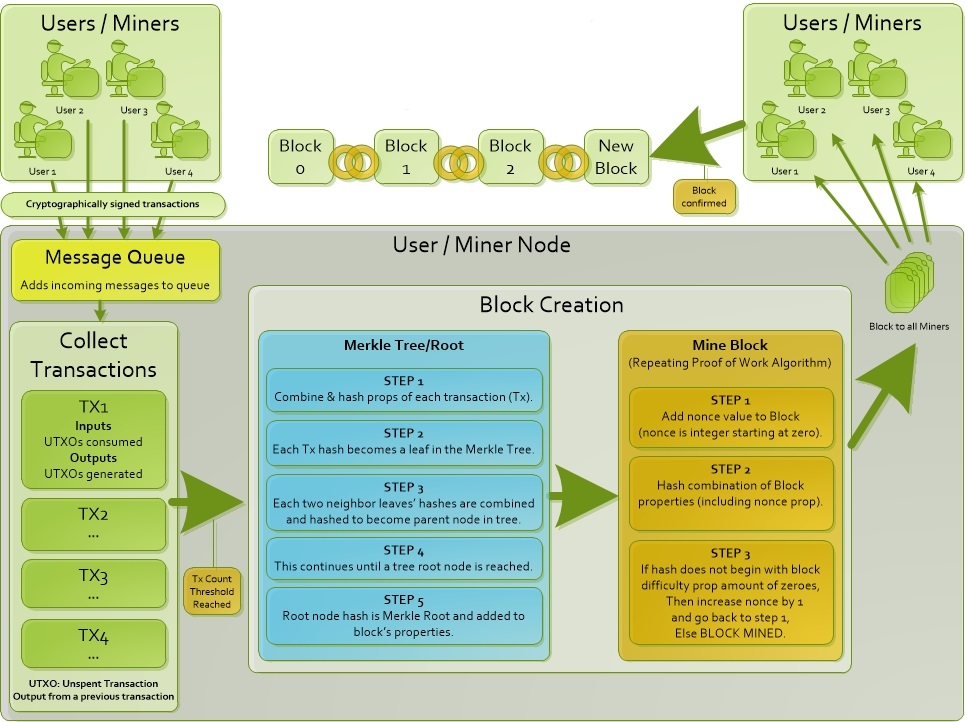 Users / Miners
User 2
User 3
User 1
User 4
Cryptographically signed transactions
Block
0
Block
1
Block
2
New
Block
Block
confirmed
Users / Miners
User 2
User 3
User 1
User 4
User / Miner Node
Message Queue
Adds incoming messages to queue
Collect
Transactions
TX1
Inputs
UTXOs consumed
Outputs
UTXOs generated
TX2
...
TX3
...
TX4
...
UTXO: Unspent Transaction
Output from a previous transaction
Tx Count
Threshold
Reached
Block Creation
Merkle Tree/Root
STEP 1
Combine & hash props of each transaction (Tx).
STEP 2
Each Tx hash becomes a leaf in the Merkle Tree.
STEP 3
Each two neighbor leaves' hashes are combined
and hashed to become parent node in tree.
STEP 4
This continues until a tree root node is reached.
STEP 5
Root node hash is Merkle Root and added to
block's properties.
Mine Block
(Repeating Proof of Work Algorithm)
STEP 1
Add nonce value to Block
(nonce is integer starting at zero).
STEP 2
Hash combination of Block
properties (including nonce prop).
STEP 3
If hash does not begin with block
difficulty prop amount of zeroes,
Then increase nonce by 1
and go back to step 1,
Else BLOCK MINED.
Block to all Miners